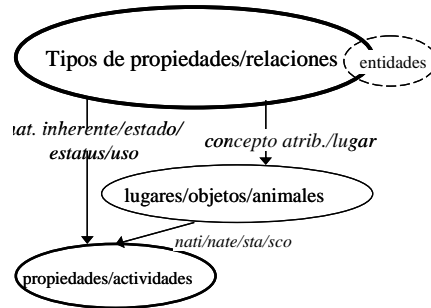 Tipos de propiedades/relaciones
entidades
nat. inherente/estado/
estatus/uso
concepto atrib./lugar
lugares/objetos/animales
nati/nate/sta/sco
propiedades/actividades